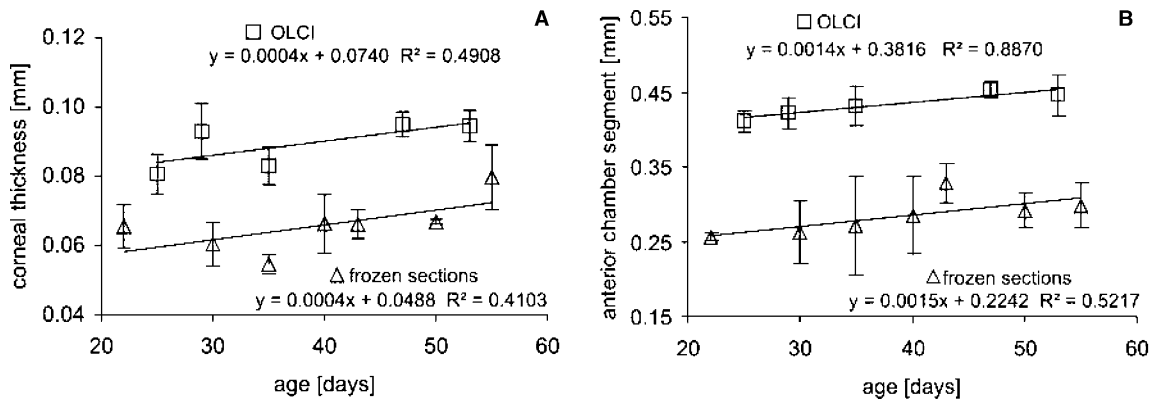 A
0.12
OLCI
y = 0.0004x + 0.0740 R² = 0.4908
0.10
0.08
0.06
0.04
corneal thickness [mm]
frozen sections
y = 0.0004x + 0.0488 R² = 0.4103
20 30 40 50 60
age [days]
B
0.55
OLCI
y = 0.0014x + 0.3816 R² = 0.8870
0.45
0.35
0.25
0.15
anterior chamber segment [mm]
frozen sections
y = 0.0015x + 0.2242 R² = 0.5217
20 30 40 50 60
age [days]